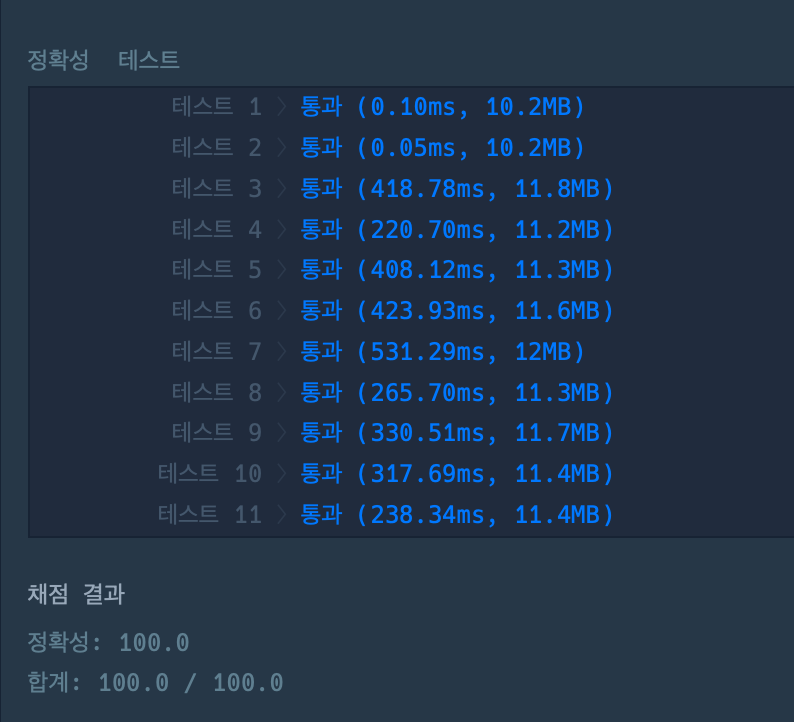 정확성 테스트
테스트 1 〉 통과 (0.10ms, 10.2MB)
테스트 2 〉 통과 (0.05ms, 10.2MB)
테스트 3 〉 통과 (418.78ms, 11.8MB)
테스트 4 〉 통과 (220.70ms, 11.2MB)
테스트 5 〉 통과 (408.12ms, 11.3MB)
테스트 6 〉 통과 (423.93ms, 11.6MB)
테스트 7 〉 통과 (531.29ms, 12MB)
테스트 8 〉 통과 (265.70ms, 11.3MB)
테스트 9 〉 통과 (330.51ms, 11.7MB)
테스트 10 〉 통과 (317.69ms, 11.4MB)
테스트 11 〉 통과 (238.34ms, 11.4MB)
채점 결과
정확성: 100.0
합계: 100.0 / 100.0